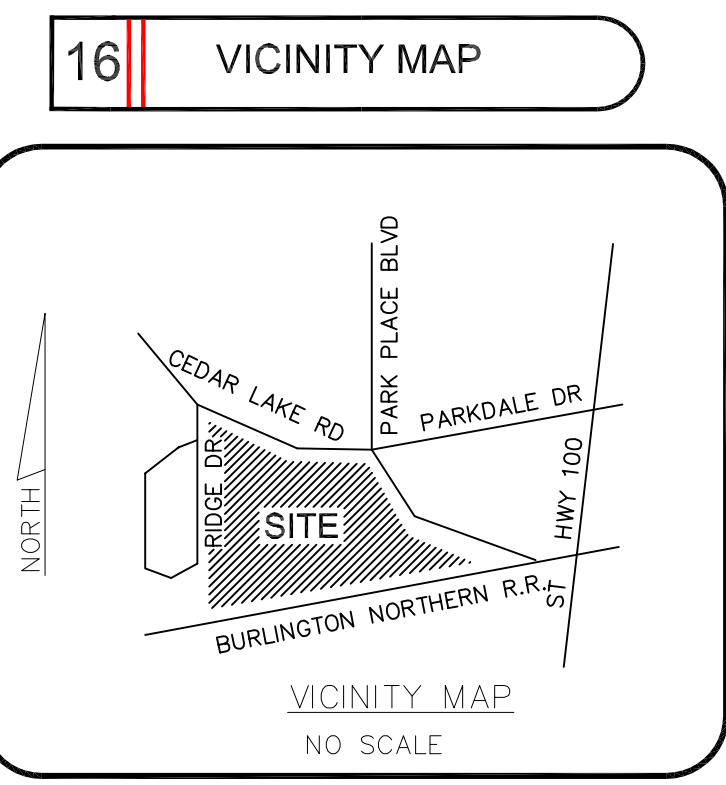 16 VICINITY MAP
PARK PLACE BLVD
CEDAR LAKE RD
PARKDALE DR
RIDGE DR
SITE
ST HWY 100
NORTH
BURLINGTON NORTHERN R.R.
VICINITY MAP
NO SCALE